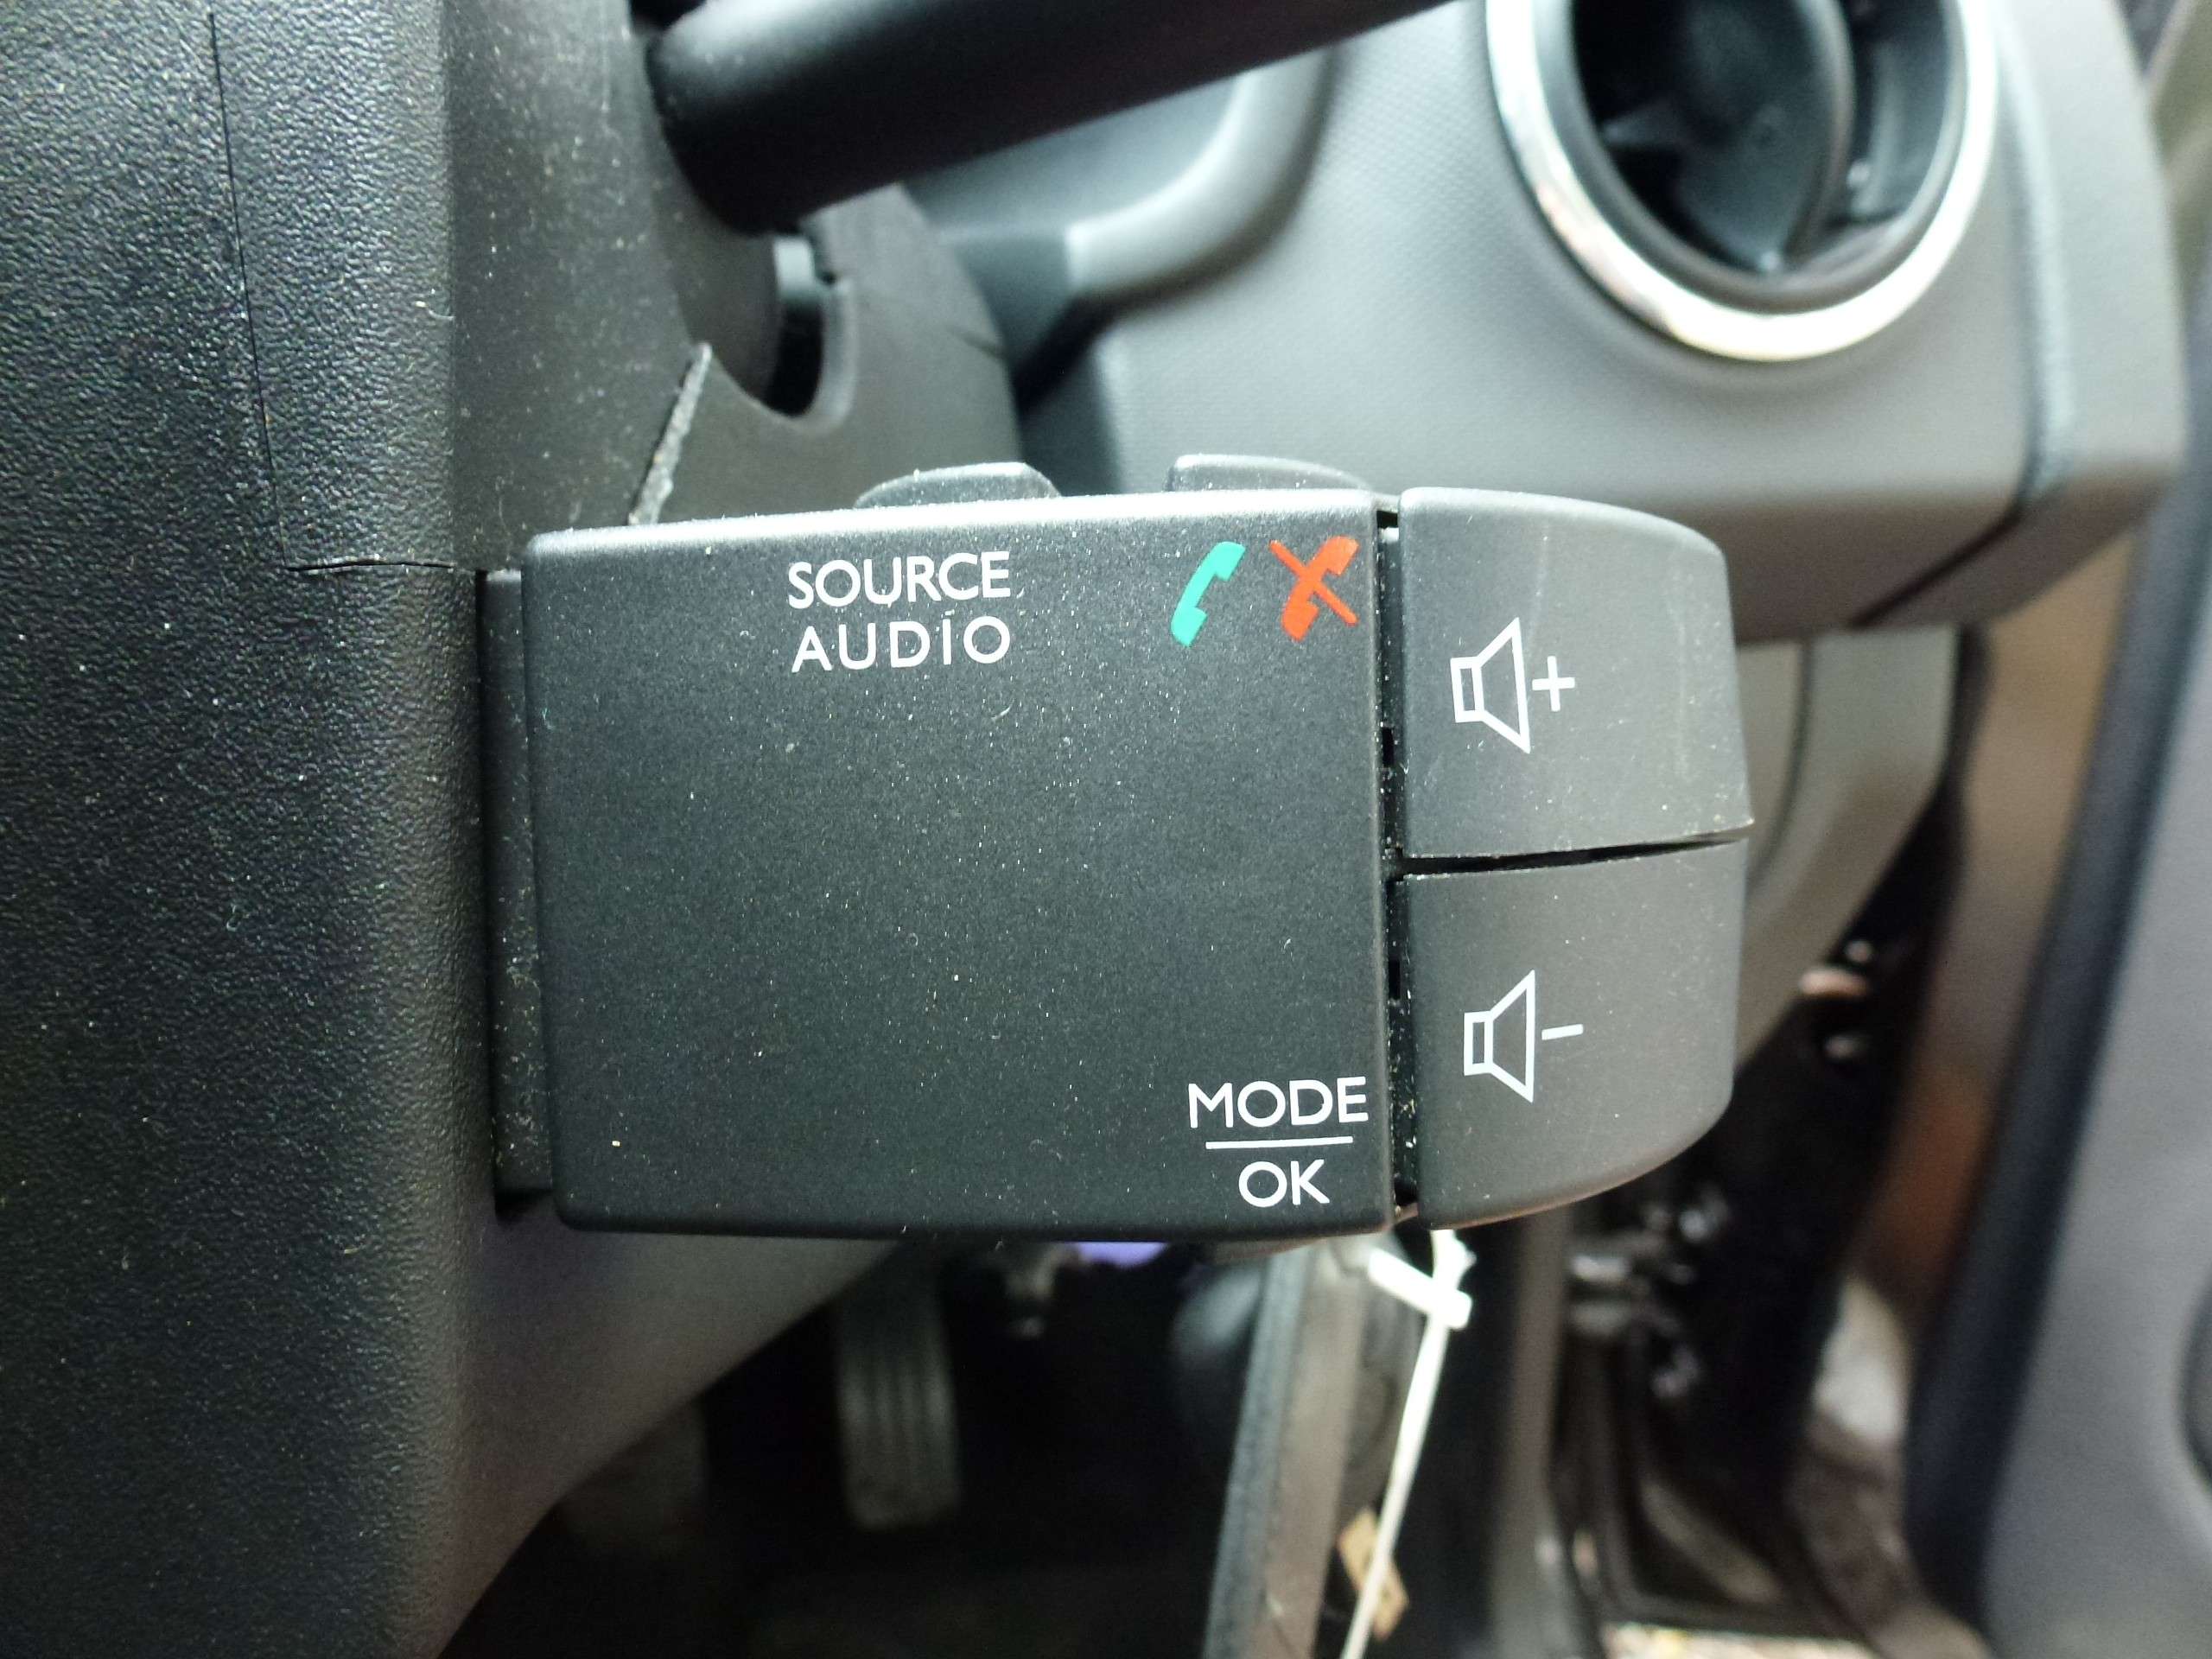 SOURCE
AUDIO
+
-
MODE
OK